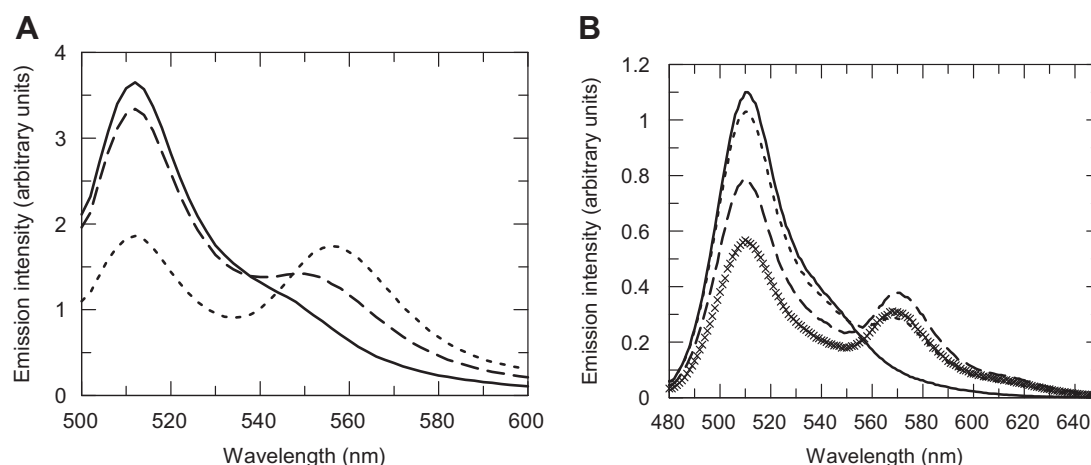 A
B
4
3
2
1
0
Emission intensity (arbitrary units)
500 520 540 560 580 600
Wavelength (nm)
1.2
1
0.8
0.6
0.4
0.2
0
Emission intensity (arbitrary units)
480 500 520 540 560 580 600 620 640
Wavelength (nm)